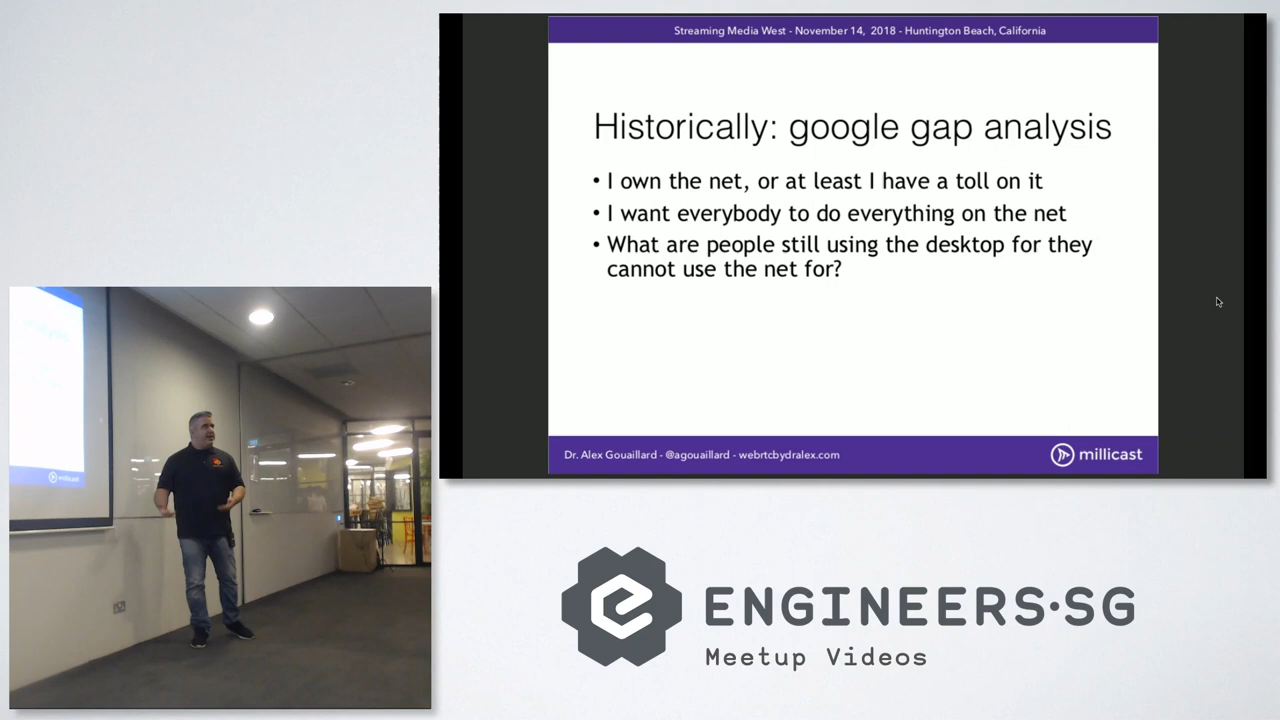 Streaming Media West - November 14, 2018 - Huntington Beach, California
Historically: google gap analysis
• I own the net, or at least I have a toll on it
• I want everybody to do everything on the net
• What are people still using the desktop for they
cannot use the net for?
Dr. Alex Gouaillard - @agouaillard - webrtcbydralex.com
millicast
millicast
ENGINEERS·SG
Meetup Videos